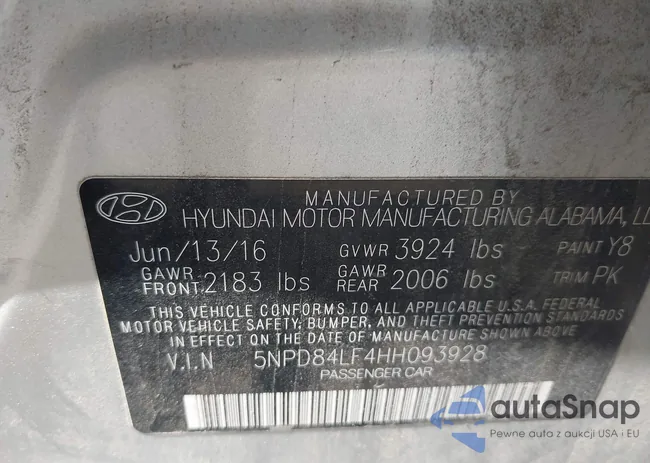 MANUFACTURED BY
HYUNDAI MOTOR MANUFACTURING ALABAMA, LL
Jun/13/16 GVWR 3924 lbs PAINT Y8
GAWR FRONT 2183 lbs GAWR REAR 2006 lbs TRIM PK
THIS VEHICLE CONFORMS TO ALL APPLICABLE U.S.A. FEDERAL
MOTOR VEHICLE SAFETY, BUMPER, AND THEFT PREVENTION STANDARDS
IN EFFECT ON THE DATE OF MANUFACTURE SHOWN ABOVE.
V.I.N 5NPD84LF4HH093928
PASSENGER CAR
autaSnap
Pewne auta z aukcji USA i EU